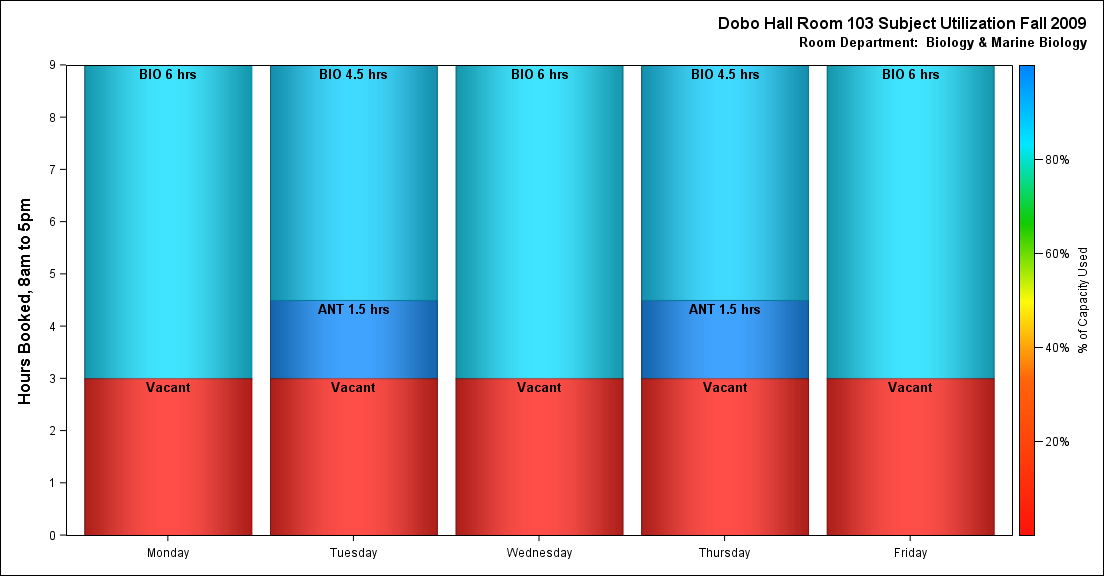 Dobo Hall Room 103 Subject Utilization Fall 2009
Room Department:  Biology & Marine Biology
Hours Booked, 8am to 5pm
9
8
7
6
5
4
3
2
1
0
BIO 6 hrs
BIO 4.5 hrs
BIO 6 hrs
BIO 4.5 hrs
BIO 6 hrs
ANT 1.5 hrs
ANT 1.5 hrs
Vacant
Vacant
Vacant
Vacant
Vacant
Monday
Tuesday
Wednesday
Thursday
Friday
80%
60%
40%
20%
% of Capacity Used